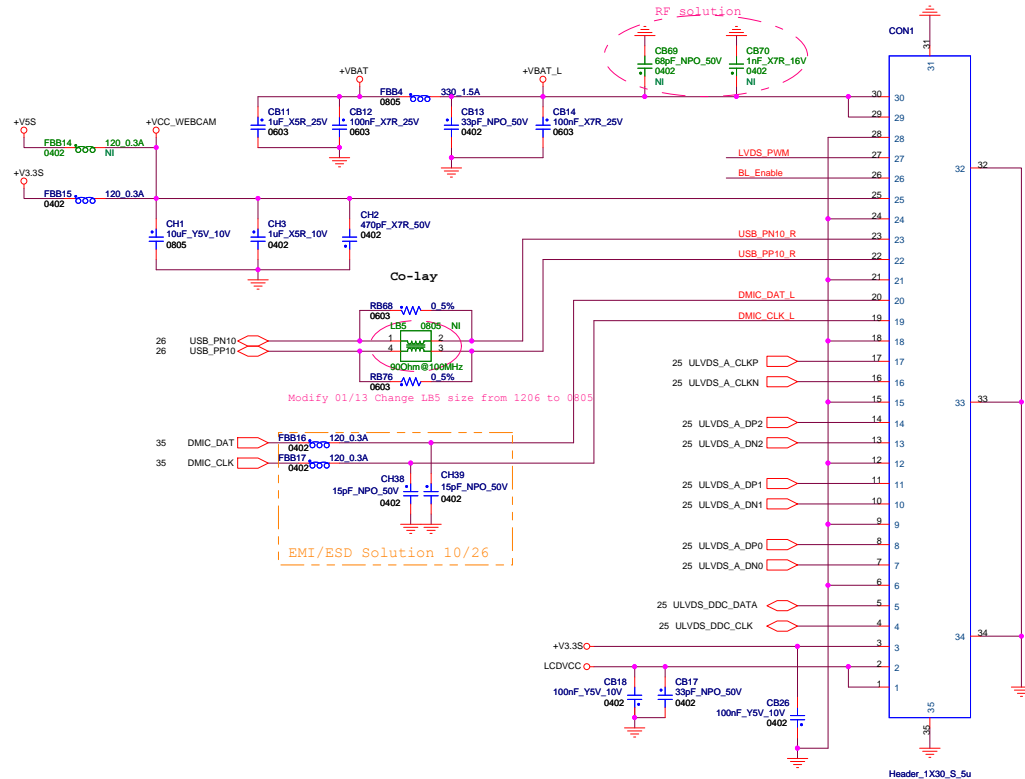 RF solution
CON1
31
31
CB69
68pF_NPO_50V
0402
NI
CB70
1nF_X7R_16V
0402
NI
+VBAT
+VBAT_L
FBB4
330_1.5A
0805
CB11
1uF_X5R_25V
0603
CB12
100nF_X7R_25V
0603
CB13
33pF_NPO_50V
0402
CB14
100nF_X7R_25V
0603
+V5S
+VCC_WEBCAM
FBB14
120_0.3A
0402
NI
+V3.3S
FBB15
120_0.3A
0402
CH1
10uF_Y5V_10V
0805
CH3
1uF_X5R_10V
0402
CH2
470pF_X7R_50V
0402
LVDS_PWM
BL_Enable
USB_PN10_R
USB_PP10_R
DMIC_DAT_L
DMIC_CLK_L
Co-lay
RB68
0_5%
0603
LB5
0805
NI
26
USB_PN10
1
2
26
USB_PP10
4
3
90Ohm@100MHz
RB76
0_5%
0603
Modify 01/13 Change LB5 size from 1206 to 0805
35
DMIC_DAT
FBB16
120_0.3A
0402
35
DMIC_CLK
FBB17
120_0.3A
0402
CH38
15pF_NPO_50V
0402
CH39
15pF_NPO_50V
0402
EMI/ESD Solution 10/26
25 ULVDS_A_CLKP
25 ULVDS_A_CLKN
25 ULVDS_A_DP2
25 ULVDS_A_DN2
25 ULVDS_A_DP1
25 ULVDS_A_DN1
25 ULVDS_A_DP0
25 ULVDS_A_DN0
25 ULVDS_DDC_DATA
25 ULVDS_DDC_CLK
+V3.3S
LCDVCC
CB18
100nF_Y5V_10V
0402
CB17
33pF_NPO_50V
0402
CB26
100nF_Y5V_10V
0402
30 30
29 29
28 28
27 27
26 26
25 25
24 24
23 23
22 22
21 21
20 20
19 19
18 18
17 17
16 16
15 15
14 14
13 13
12 12
11 11
10 10
9 9
8 8
7 7
6 6
5 5
4 4
3 3
2 2
1 1
32 32
33 33
34 34
35
35
Header_1X30_S_5u